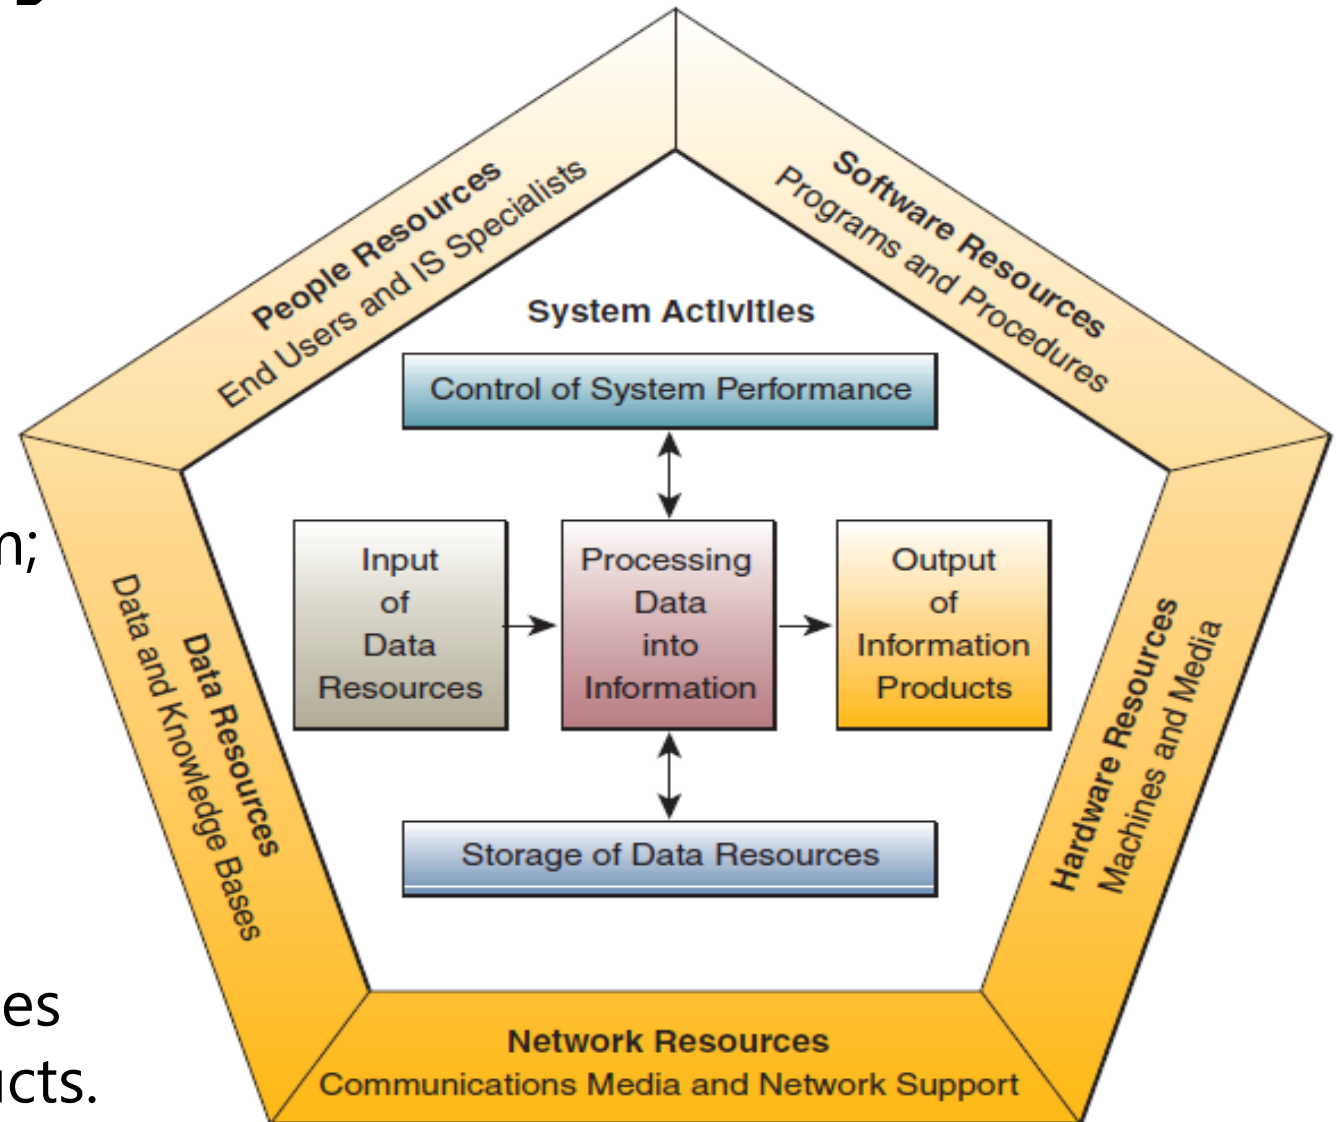 People Resources
End Users and IS Specialists
Software Resources
Programs and Procedures
System Activities
Control of System Performance
Input
of
Data
Resources
Processing
Data
into
Information
Output
of
Information
Products
Storage of Data Resources
Data Resources
Data and Knowledge Bases
Hardware Resources
Machines and Media
Network Resources
Communications Media and Network Support